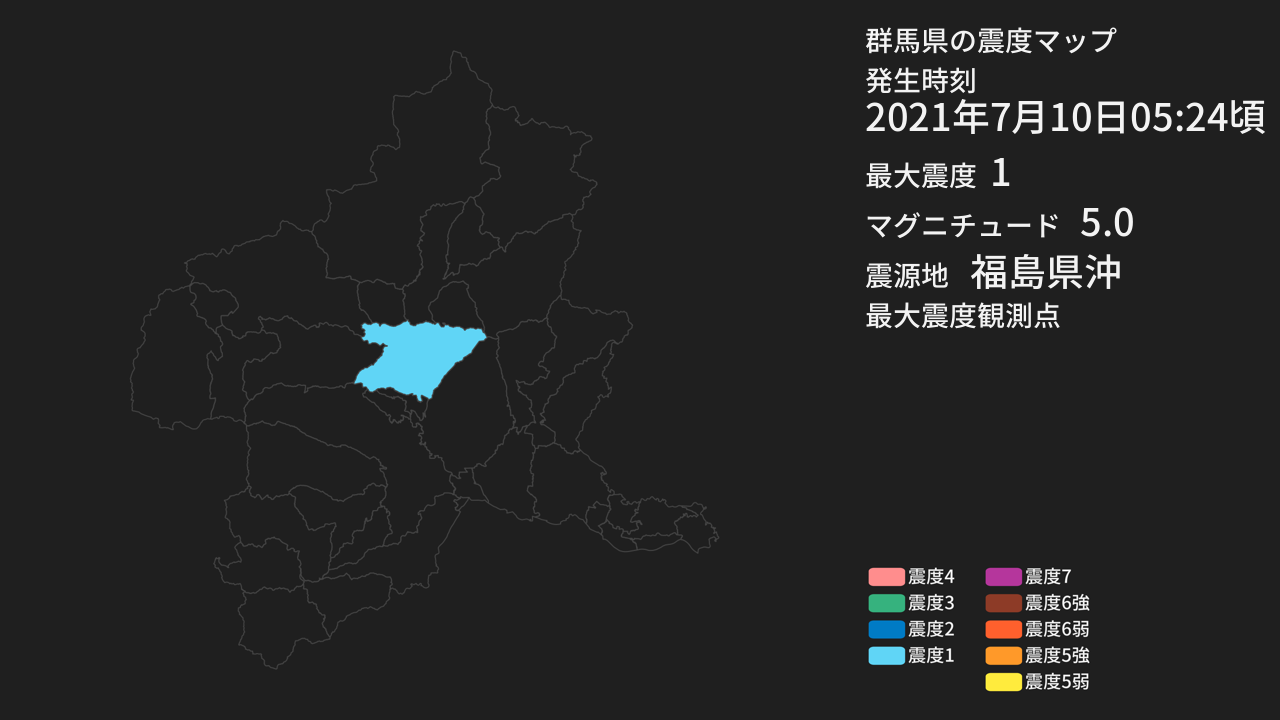 群馬県の震度マップ
発生時刻
2021年7月10日05:24頃
最大震度 1
マグニチュード 5.0
震源地 福島県沖
最大震度観測点
震度4 震度7
震度3 震度6強
震度2 震度6弱
震度1 震度5強
震度5弱